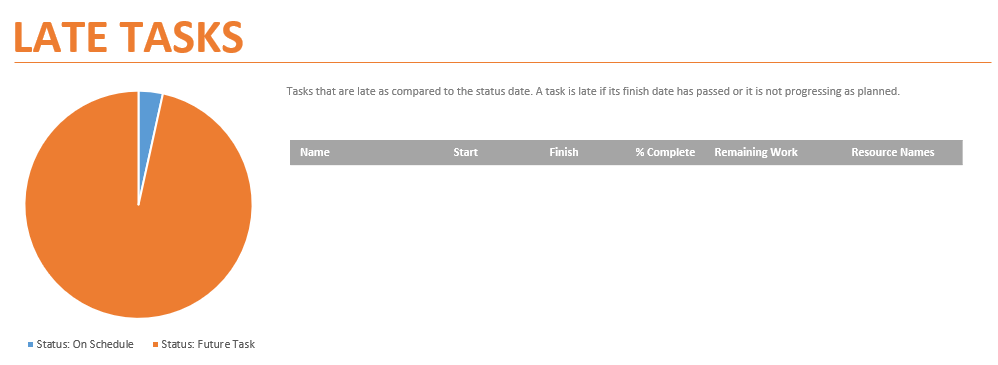 LATE TASKS
Tasks that are late as compared to the status date. A task is late if its finish date has passed or it is not progressing as planned.
Name Start Finish % Complete Remaining Work Resource Names
Status: On Schedule Status: Future Task